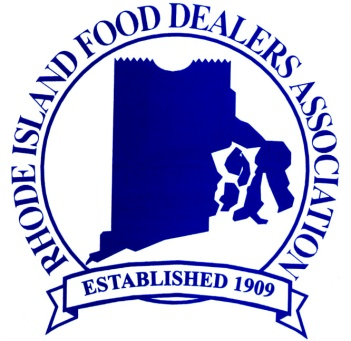 RHODE ISLAND FOOD DEALERS ASSOCIATION
ESTABLISHED 1909